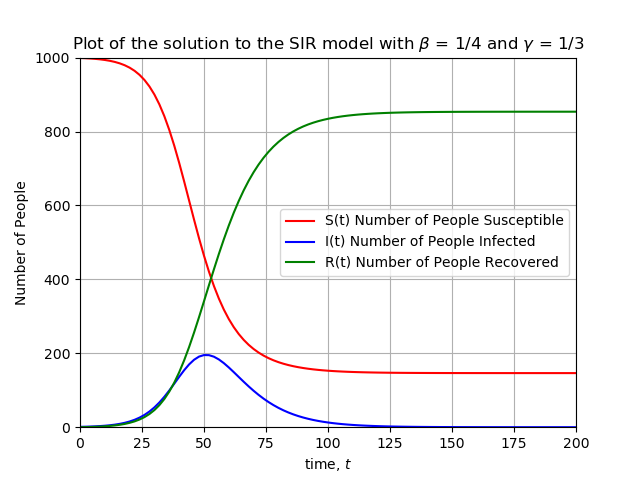 Plot of the solution to the SIR model with β = 1/4 and γ = 1/3
1000
800
600
400
200
0
Number of People
S(t) Number of People Susceptible
I(t) Number of People Infected
R(t) Number of People Recovered
0 25 50 75 100 125 150 175 200
time, t